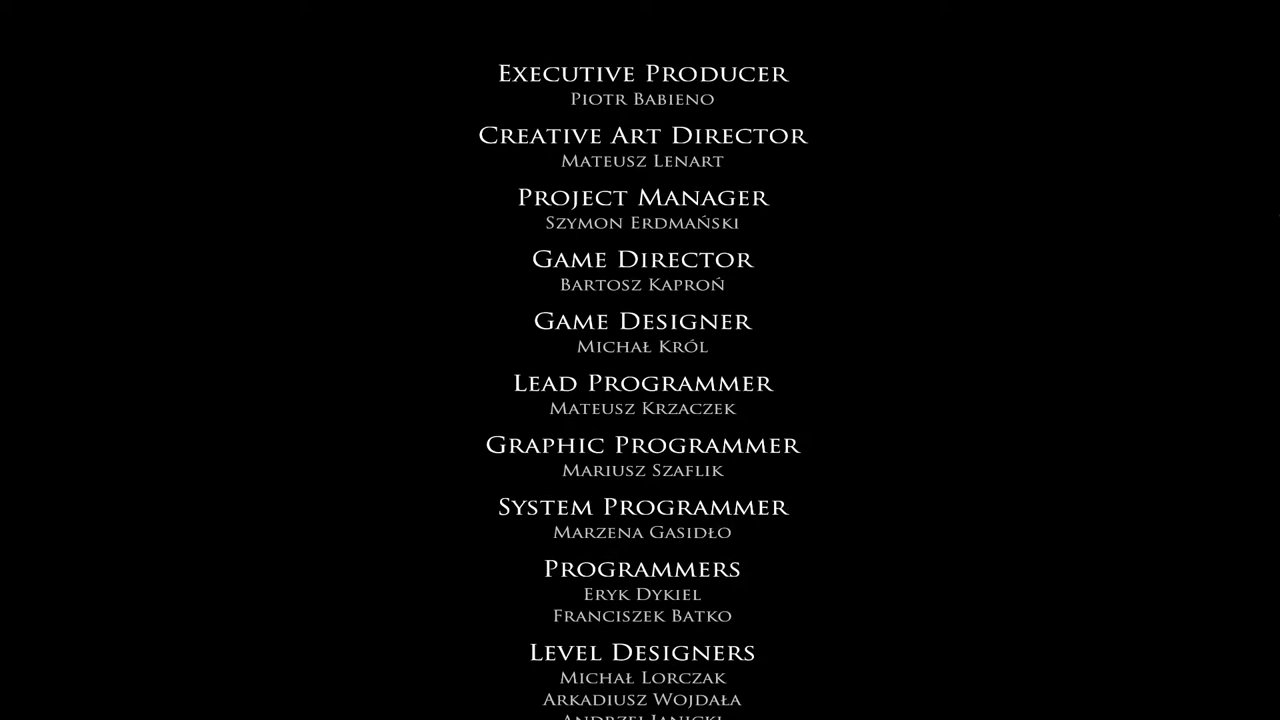 Executive Producer
Piotr Babieno
Creative Art Director
Mateusz Lenart
Project Manager
Szymon Erdmański
Game Director
Bartosz Kaproń
Game Designer
Michał Król
Lead Programmer
Mateusz Krzaczek
Graphic Programmer
Mariusz Szaflik
System Programmer
Marzena Gasidło
Programmers
Eryk Dykiel
Franciszek Batko
Level Designers
Michał Lorczak
Arkadiusz Wojdała
Andrzej Janicki